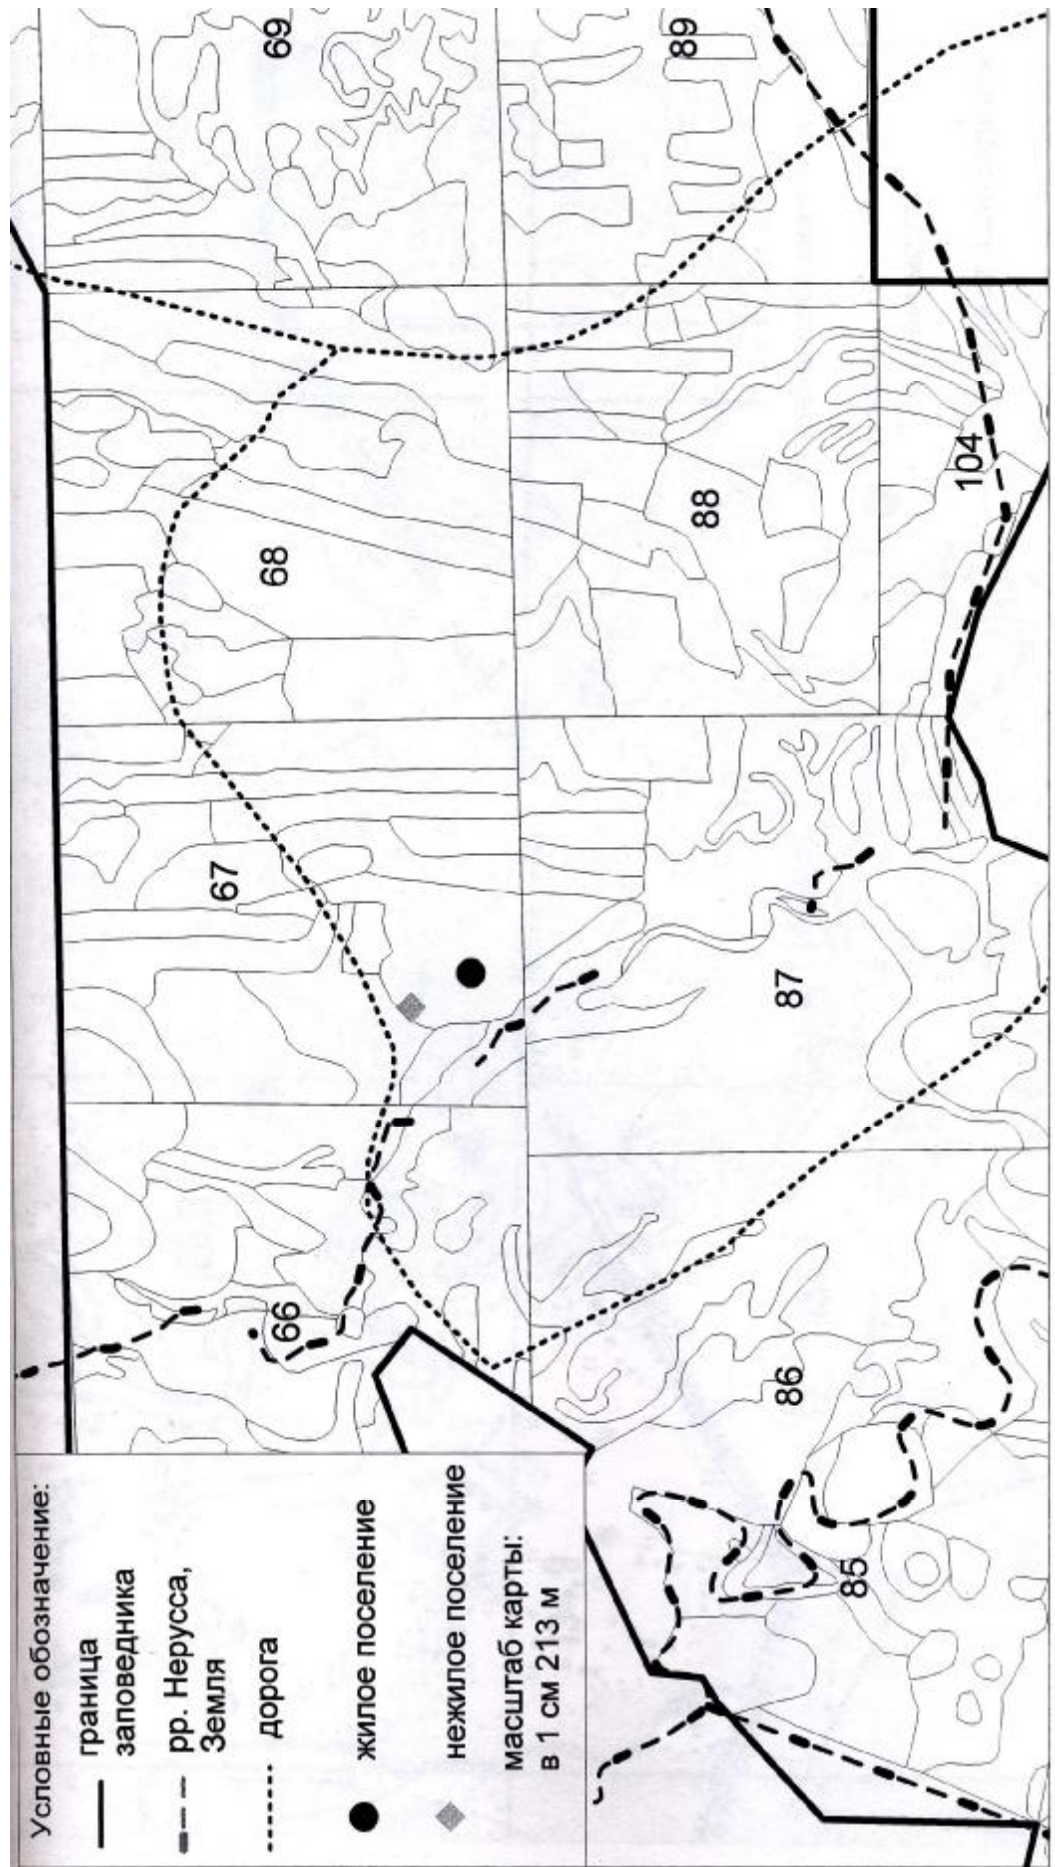 Условные обозначение:
граница
заповедника
рр. Нерусса,
Земля
дорога
жилое поселение
нежилое поселение
масштаб карты:
в 1 см 213 м
66
67
68
69
85
86
87
88
89
104